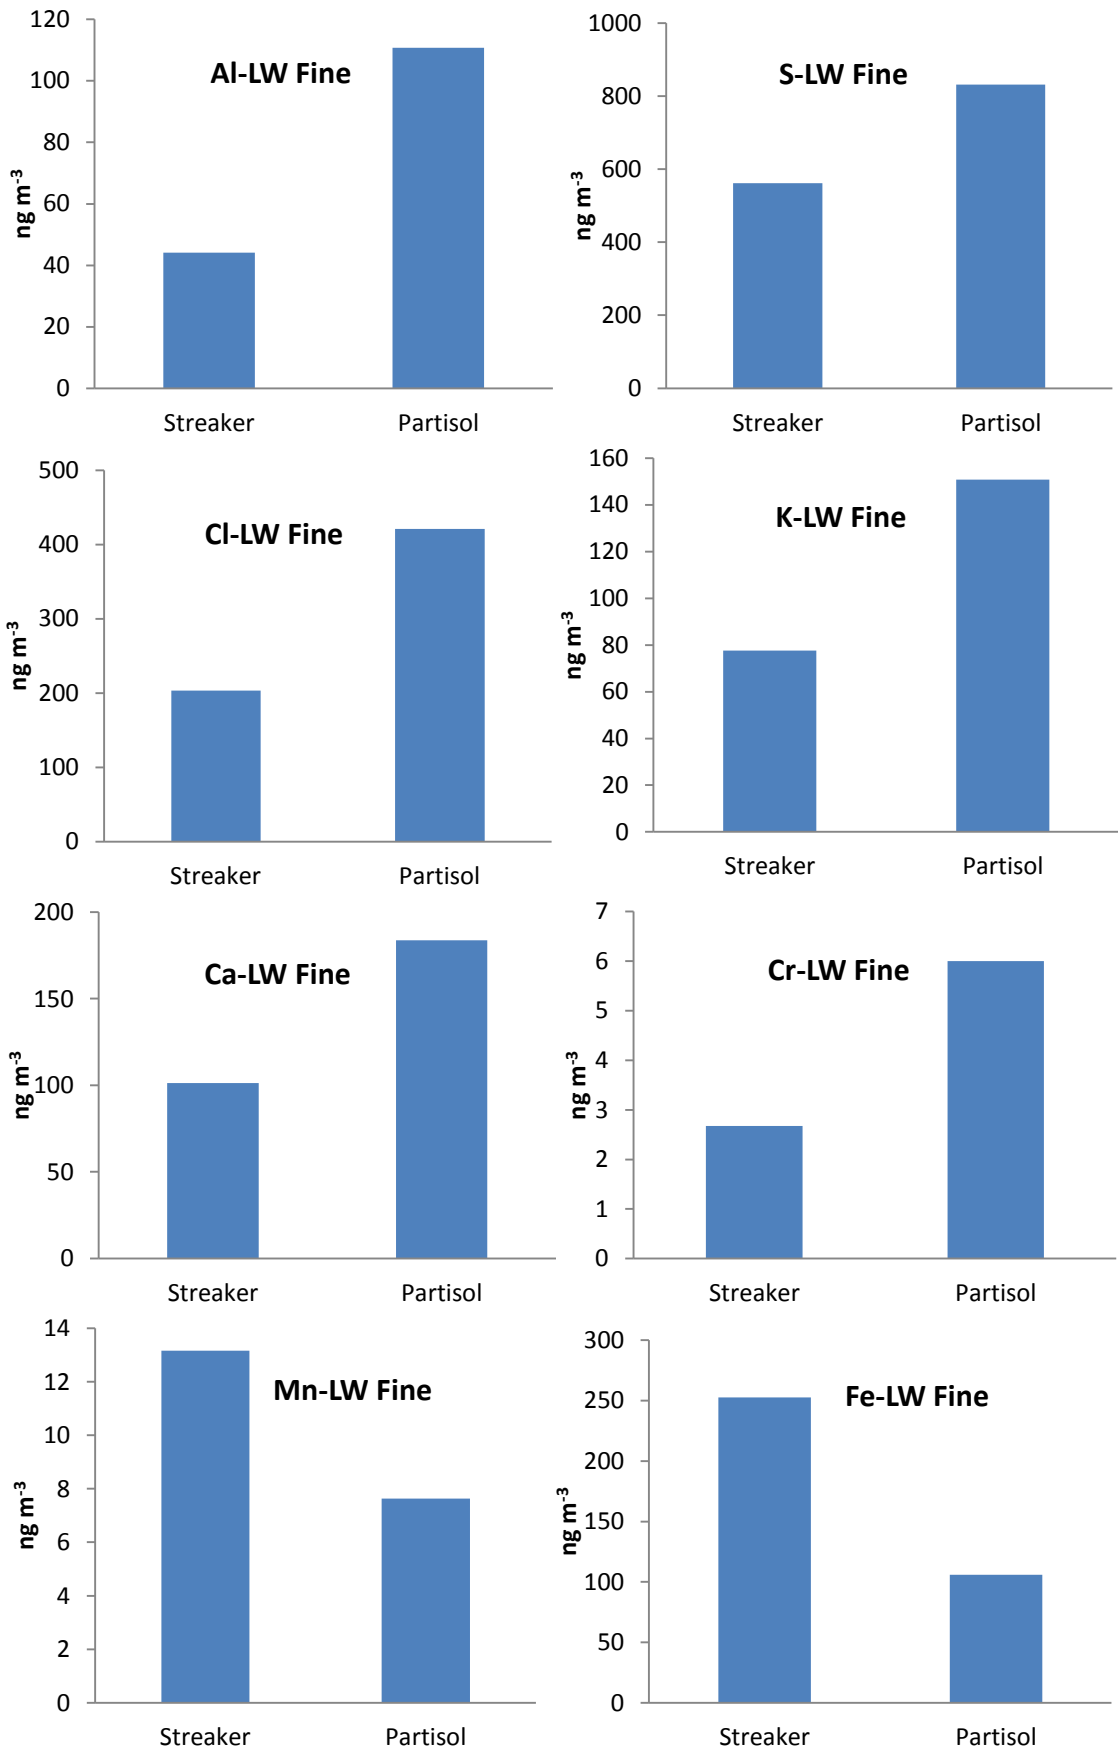 120
100
80
60
40
20
0
ng m-3
Al-LW Fine
Streaker Partisol
1000
800
600
400
200
0
ng m-3
S-LW Fine
Streaker Partisol
500
400
300
200
100
0
ng m-3
Cl-LW Fine
Streaker Partisol
160
140
120
100
80
60
40
20
0
ng m-3
K-LW Fine
Streaker Partisol
200
150
100
50
0
ng m-3
Ca-LW Fine
Streaker Partisol
7
6
5
4
3
2
1
0
ng m-3
Cr-LW Fine
Streaker Partisol
14
12
10
8
6
4
2
0
ng m-3
Mn-LW Fine
Streaker Partisol
300
250
200
150
100
50
0
ng m-3
Fe-LW Fine
Streaker Partisol